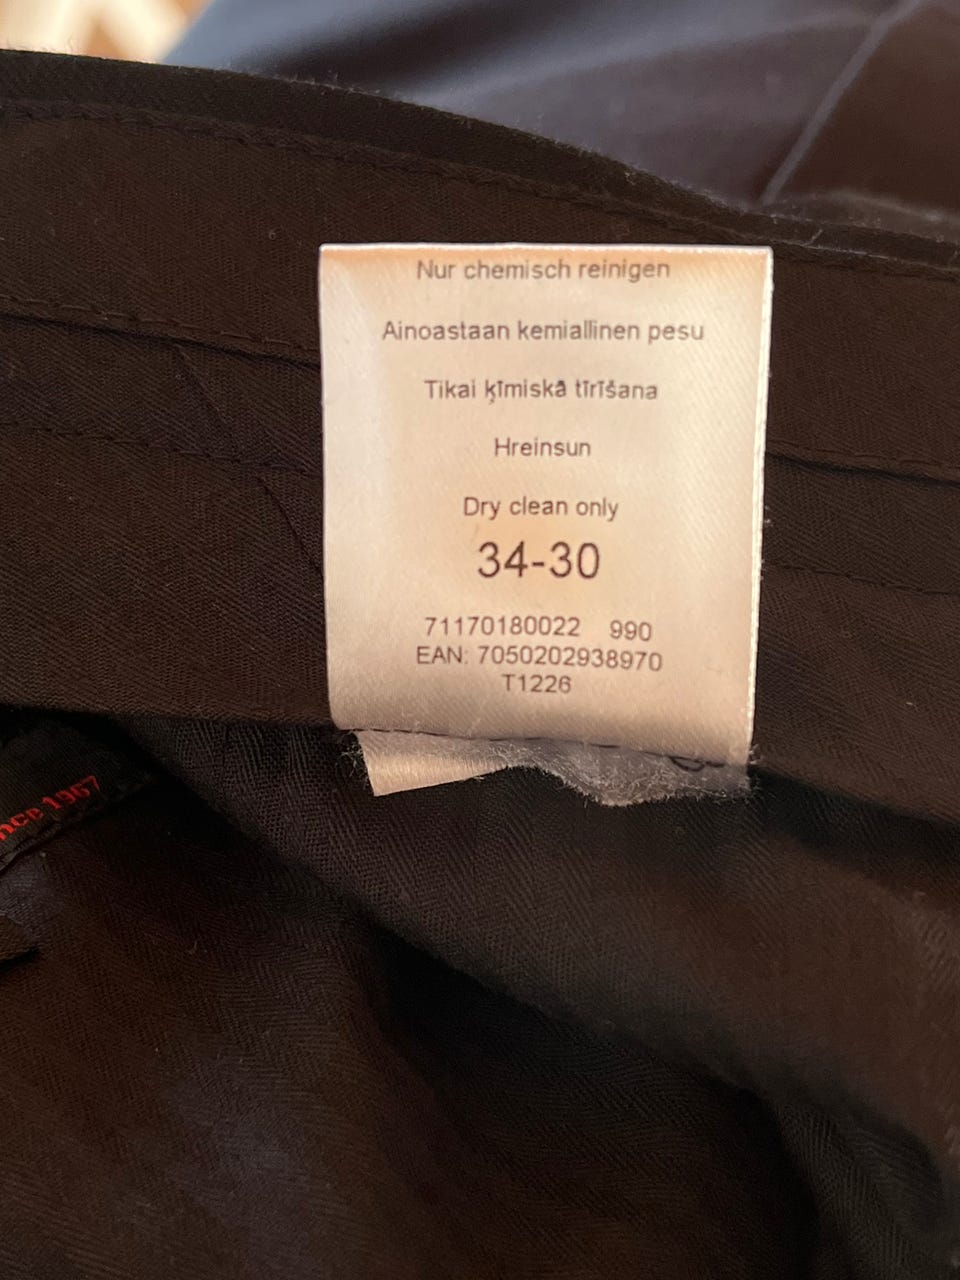 Nur chemisch reinigen
Ainoastaan kemiallinen pesu
Tikai ķīmiskā tīrīšana
Hreinsun
Dry clean only
34-30
71170180022 990
EAN: 7050202938970
T1226
1967